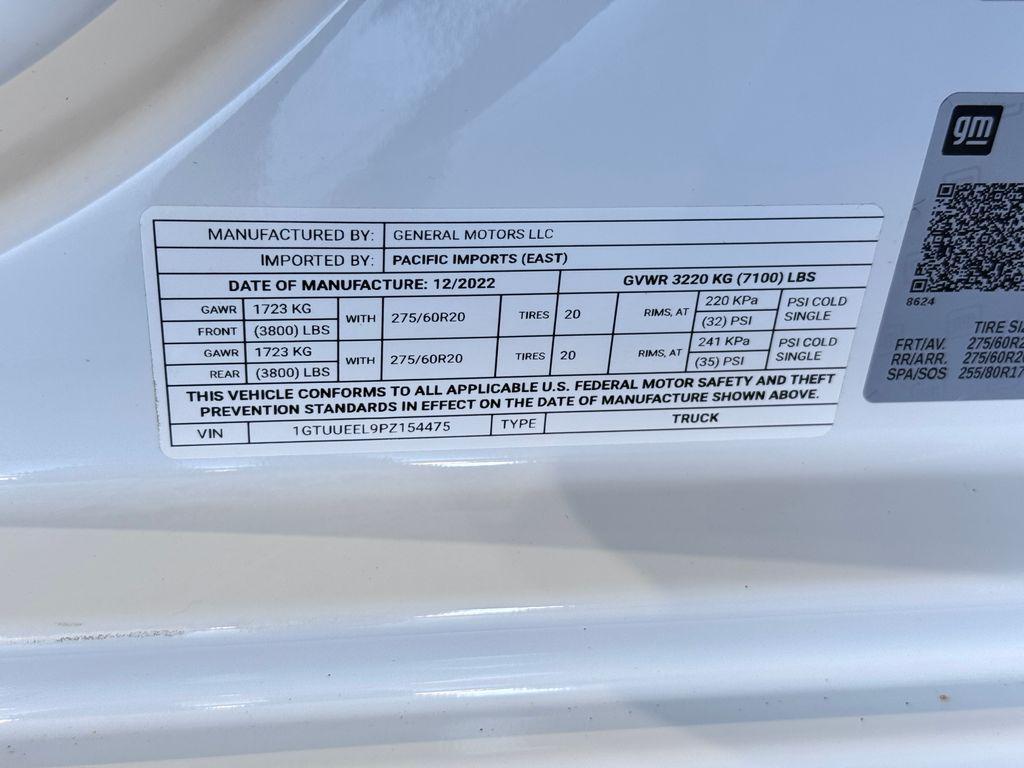 MANUFACTURED BY: GENERAL MOTORS LLC
IMPORTED BY: PACIFIC IMPORTS (EAST)
DATE OF MANUFACTURE: 12/2022 GVWR 3220 KG (7100) LBS
GAWR 1723 KG WITH 275/60R20 TIRES 20 RIMS, AT 220 KPa PSI COLD
FRONT (3800) LBS (32) PSI SINGLE
GAWR 1723 KG WITH 275/60R20 TIRES 20 RIMS, AT 241 KPa PSI COLD
REAR (3800) LBS (35) PSI SINGLE
THIS VEHICLE CONFORMS TO ALL APPLICABLE U.S. FEDERAL MOTOR SAFETY AND THEFT
PREVENTION STANDARDS IN EFFECT ON THE DATE OF MANUFACTURE SHOWN ABOVE.
VIN 1GTUUEEL9PZ154475 TYPE TRUCK
gm
8624
TIRE
FRT/AV. 275/60R2
RR/ARR. 275/60R20
SPA/SOS 255/80R17